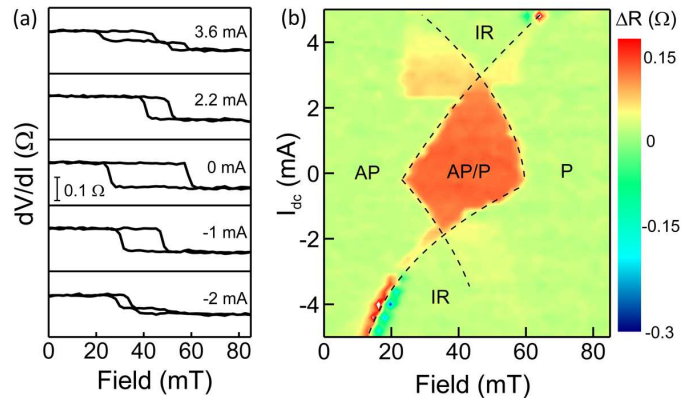 (a)
3.6 mA
2.2 mA
0 mA
0.1 Ω
-1 mA
-2 mA
dV/dI (Ω)
0 20 40 60 80
Field (mT)
(b)
IR
AP
AP/P
P
IR
4
2
0
-2
-4
I_dc (mA)
0 20 40 60 80
Field (mT)
ΔR (Ω)
0.15
0
-0.15
-0.3